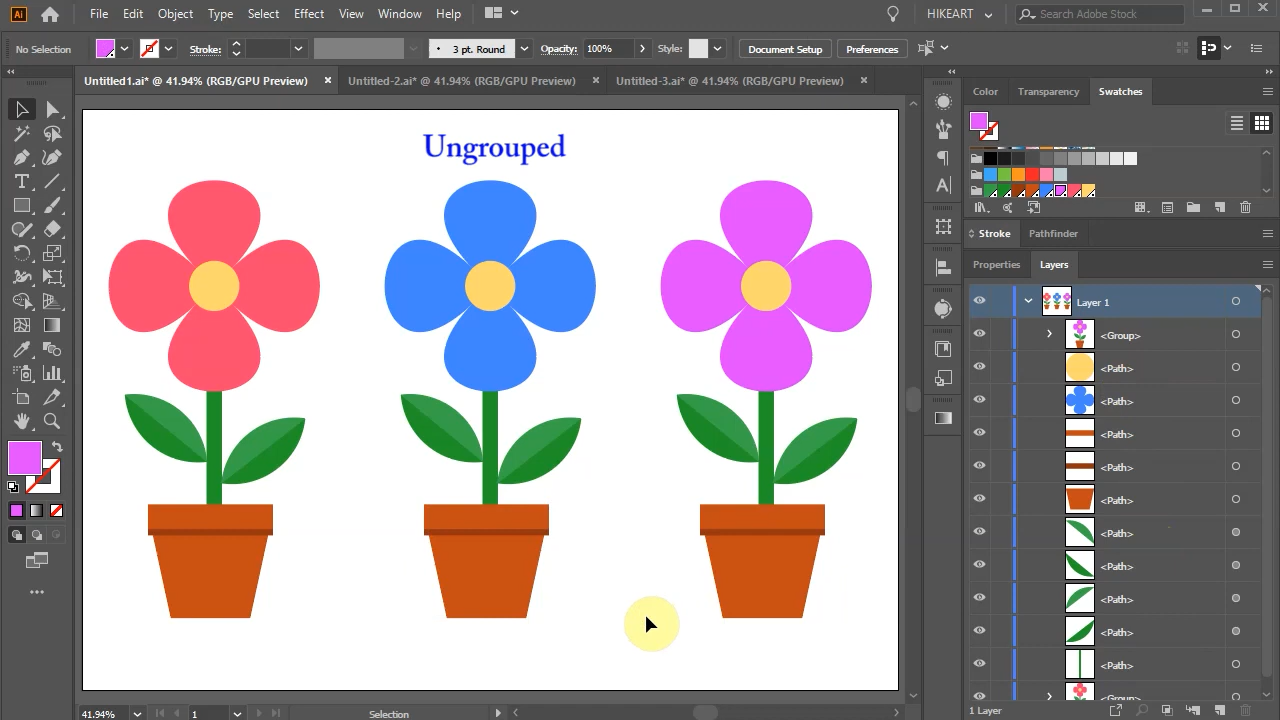 Ai File Edit Object Type Select Effect View Window Help HIKEART Search Adobe Stock
No Selection Stroke: 3 pt. Round Opacity: 100% Style: Document Setup Preferences
Untitled1.ai* @ 41.94% (RGB/GPU Preview) Untitled-2.ai* @ 41.94% (RGB/GPU Preview) Untitled-3.ai* @ 41.94% (RGB/GPU Preview)
Color Transparency Swatches
Ungrouped
Stroke Pathfinder
Properties Layers
Layer 1
<Group>
<Path>
<Path>
<Path>
<Path>
<Path>
<Path>
<Path>
<Path>
<Path>
<Path>
<Group>
41.94% 1 Selection 1 Layer